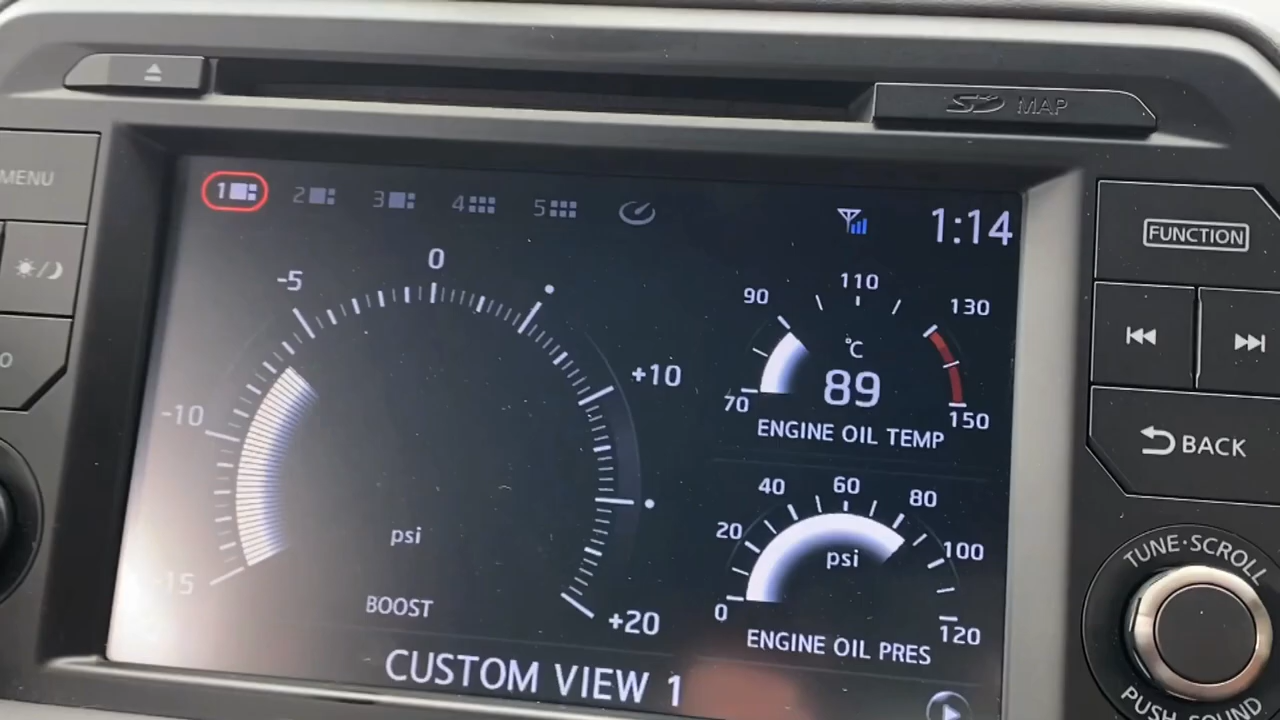 SD MAP
MENU
1 2 3 4 5
1:14
FUNCTION
0
-5
+10
-10
psi
-15
BOOST
+20
110
90
130
°C
89
70
150
ENGINE OIL TEMP
60
40
80
20
100
psi
0
120
ENGINE OIL PRES
CUSTOM VIEW 1
BACK
TUNE·SCROLL
PUSH·SOUND